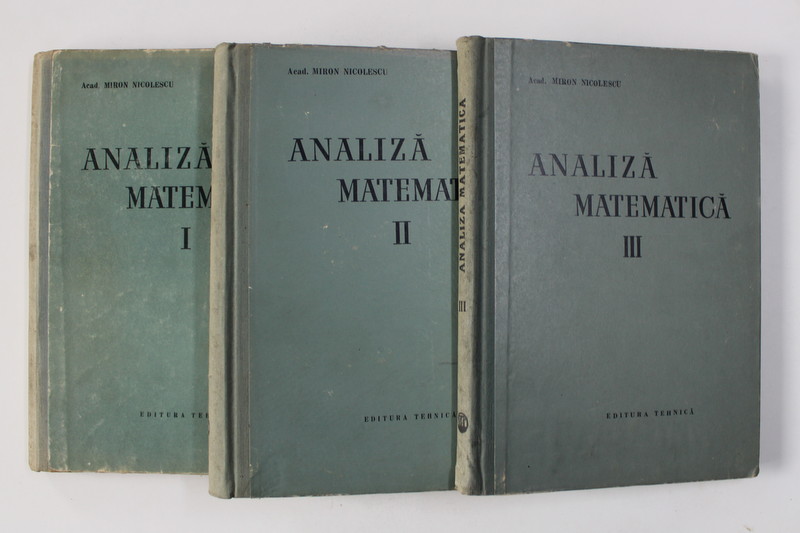 Acad. MIRON NICOLESCU
ANALIZĂ
MATEM
I
EDITURA TEH
Acad. MIRON NICOLESCU
ANALIZĂ
MATEMAT
II
EDITURA TEHNICĂ
ANALIZA MATEMATICA
III
Acad. MIRON NICOLESCU
ANALIZĂ
MATEMATICĂ
III
EDITURA TEHNICĂ